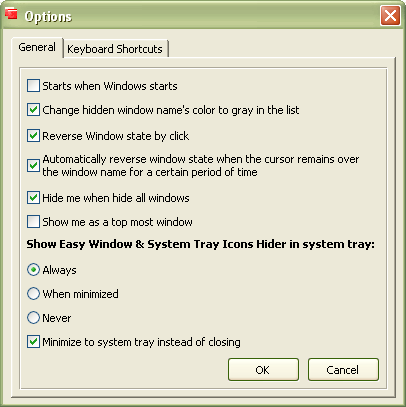 Options
General
Keyboard Shortcuts
Starts when Windows starts
Change hidden window name's color to gray in the list
Reverse Window state by click
Automatically reverse window state when the cursor remains over
the window name for a certain period of time
Hide me when hide all windows
Show me as a top most window
Show Easy Window & System Tray Icons Hider in system tray:
Always
When minimized
Never
Minimize to system tray instead of closing
OK
Cancel